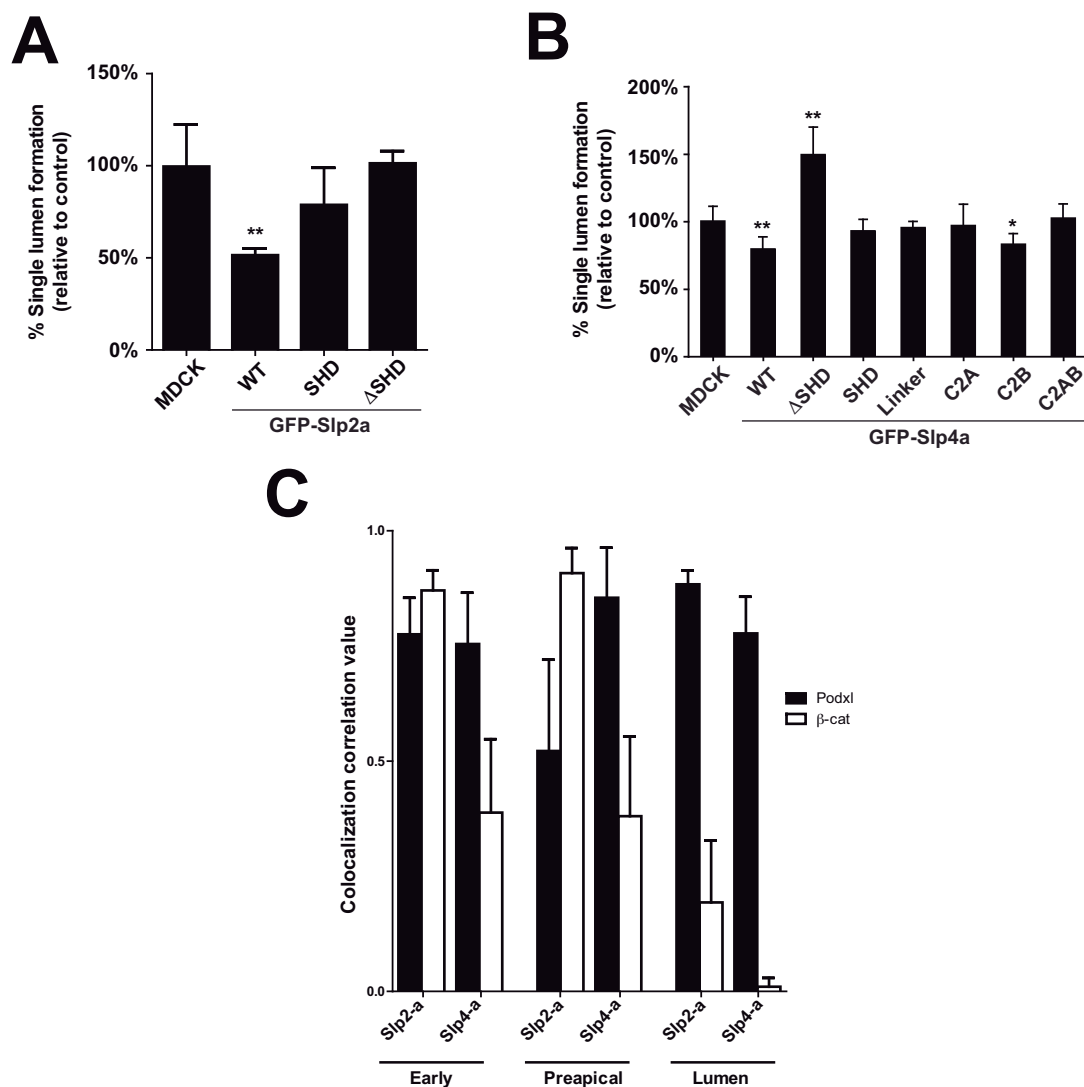 A
150%
100%
50%
0%
% Single lumen formation
(relative to control)
**
MDCK
WT
SHD
ΔSHD
GFP-Slp2a
B
200%
150%
100%
50%
0%
% Single lumen formation
(relative to control)
**
**
*
MDCK
WT
ΔSHD
SHD
Linker
C2A
C2B
C2AB
GFP-Slp4a
C
1.0
0.5
0.0
Colocalization correlation value
Podxl
β-cat
Slp2-a
Slp4-a
Slp2-a
Slp4-a
Slp2-a
Slp4-a
Early
Preapical
Lumen